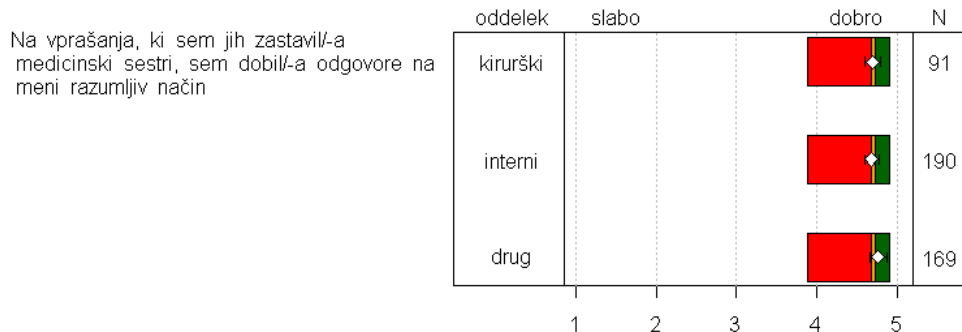 Na vprašanja, ki sem jih zastavil/-a
medicinski sestri, sem dobil/-a odgovore na
meni razumljiv način
oddelek slabo dobro N
kirurški 91
interni 190
drug 169
1 2 3 4 5